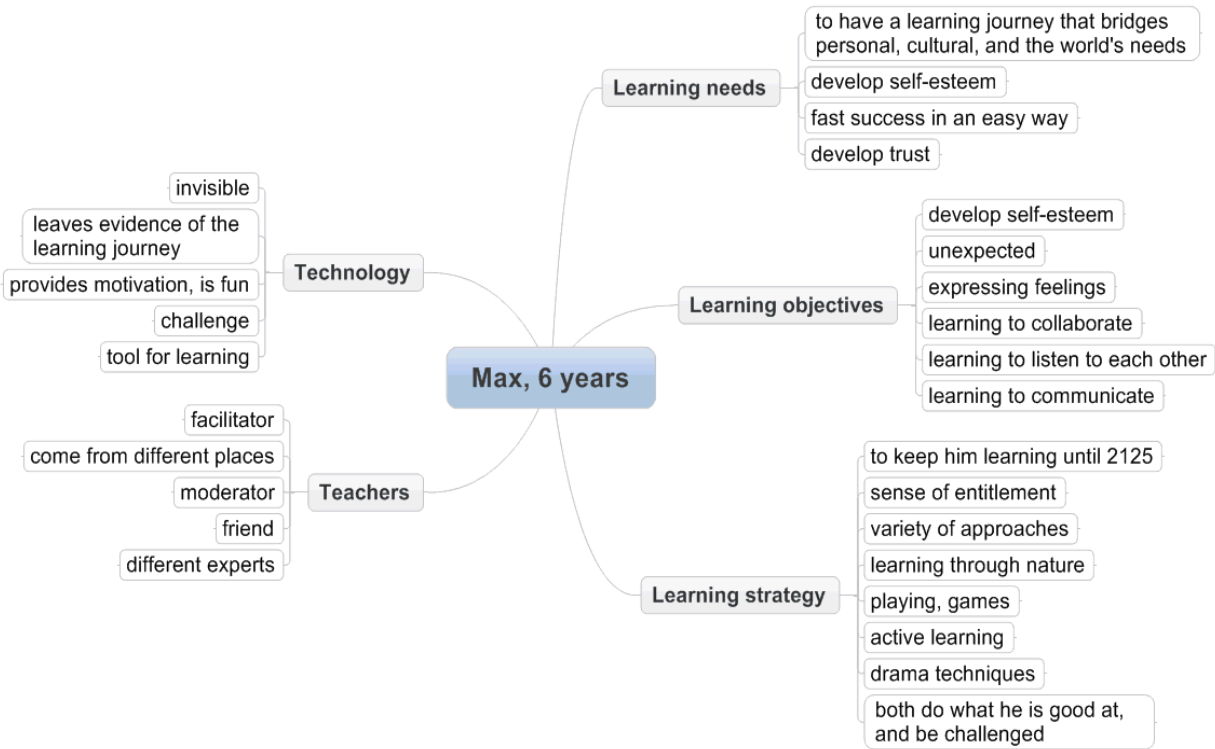 Max, 6 years
Learning needs
to have a learning journey that bridges
personal, cultural, and the world's needs
develop self-esteem
fast success in an easy way
develop trust
Learning objectives
develop self-esteem
unexpected
expressing feelings
learning to collaborate
learning to listen to each other
learning to communicate
Learning strategy
to keep him learning until 2125
sense of entitlement
variety of approaches
learning through nature
playing, games
active learning
drama techniques
both do what he is good at,
and be challenged
Technology
invisible
leaves evidence of the
learning journey
provides motivation, is fun
challenge
tool for learning
Teachers
facilitator
come from different places
moderator
friend
different experts